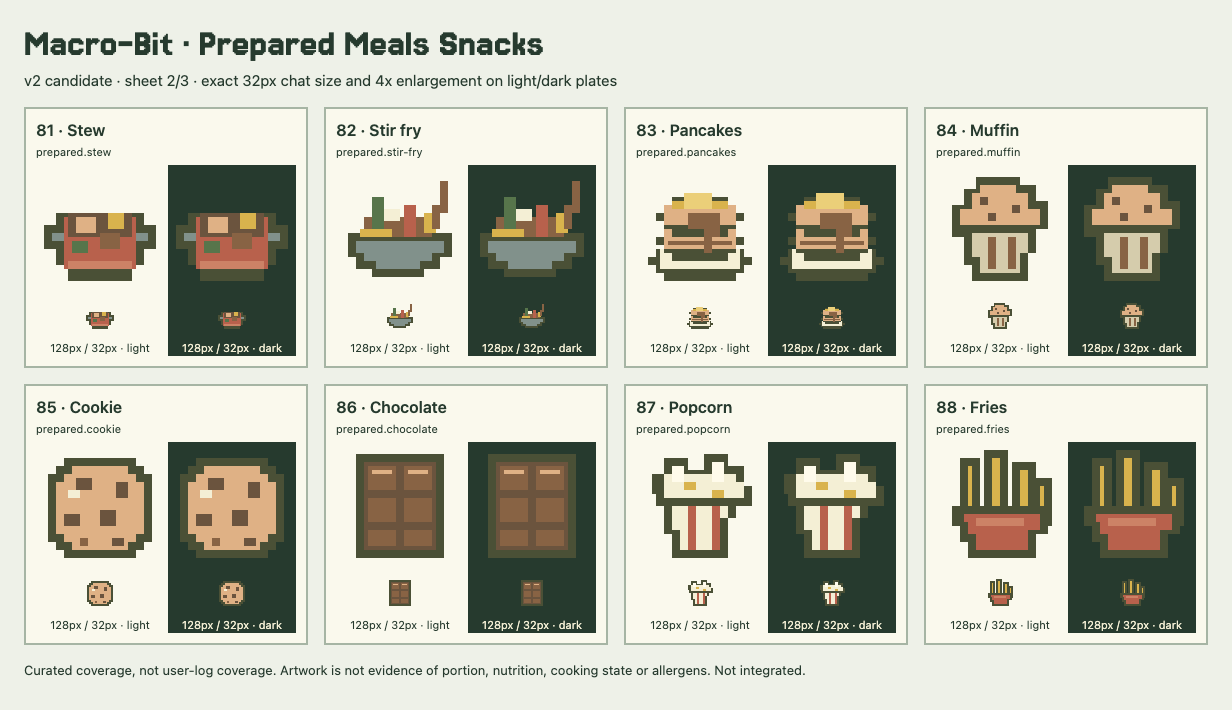 Macro-Bit · Prepared Meals Snacks
v2 candidate · sheet 2/3 · exact 32px chat size and 4x enlargement on light/dark plates
81 · Stew
prepared.stew
128px / 32px · light
128px / 32px · dark
82 · Stir fry
prepared.stir-fry
128px / 32px · light
128px / 32px · dark
83 · Pancakes
prepared.pancakes
128px / 32px · light
128px / 32px · dark
84 · Muffin
prepared.muffin
128px / 32px · light
128px / 32px · dark
85 · Cookie
prepared.cookie
128px / 32px · light
128px / 32px · dark
86 · Chocolate
prepared.chocolate
128px / 32px · light
128px / 32px · dark
87 · Popcorn
prepared.popcorn
128px / 32px · light
128px / 32px · dark
88 · Fries
prepared.fries
128px / 32px · light
128px / 32px · dark
Curated coverage, not user-log coverage. Artwork is not evidence of portion, nutrition, cooking state or allergens. Not integrated.